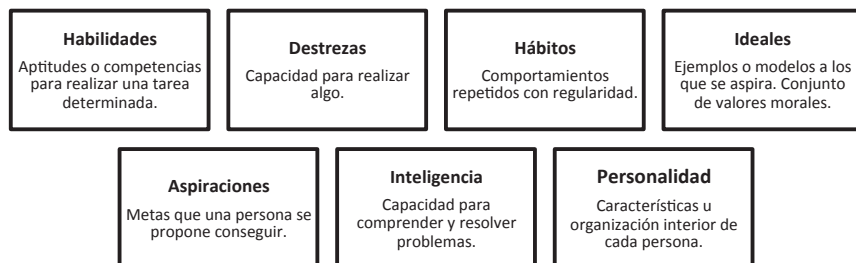 Habilidades
Aptitudes o competencias
para realizar una tarea
determinada.
Destrezas
Capacidad para realizar
algo.
Hábitos
Comportamientos
repetidos con regularidad.
Ideales
Ejemplos o modelos a los
que se aspira. Conjunto
de valores morales.
Aspiraciones
Metas que una persona se
propone conseguir.
Inteligencia
Capacidad para
comprender y resolver
problemas.
Personalidad
Características u
organización interior de
cada persona.